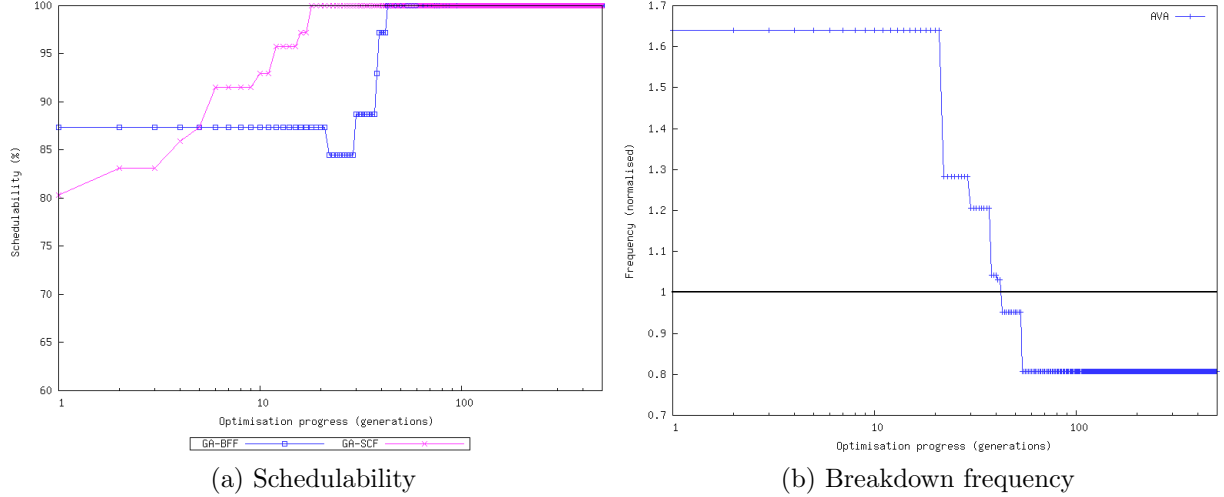 100
95
90
85
80
75
70
65
60
Schedulability (%)
1
10
100
Optimisation progress (generations)
GA-BFF
GA-SCF
(a) Schedulability
1.7
1.6
1.5
1.4
1.3
1.2
1.1
1
0.9
0.8
0.7
Frequency (normalised)
AVA
1
10
100
Optimisation progress (generations)
(b) Breakdown frequency